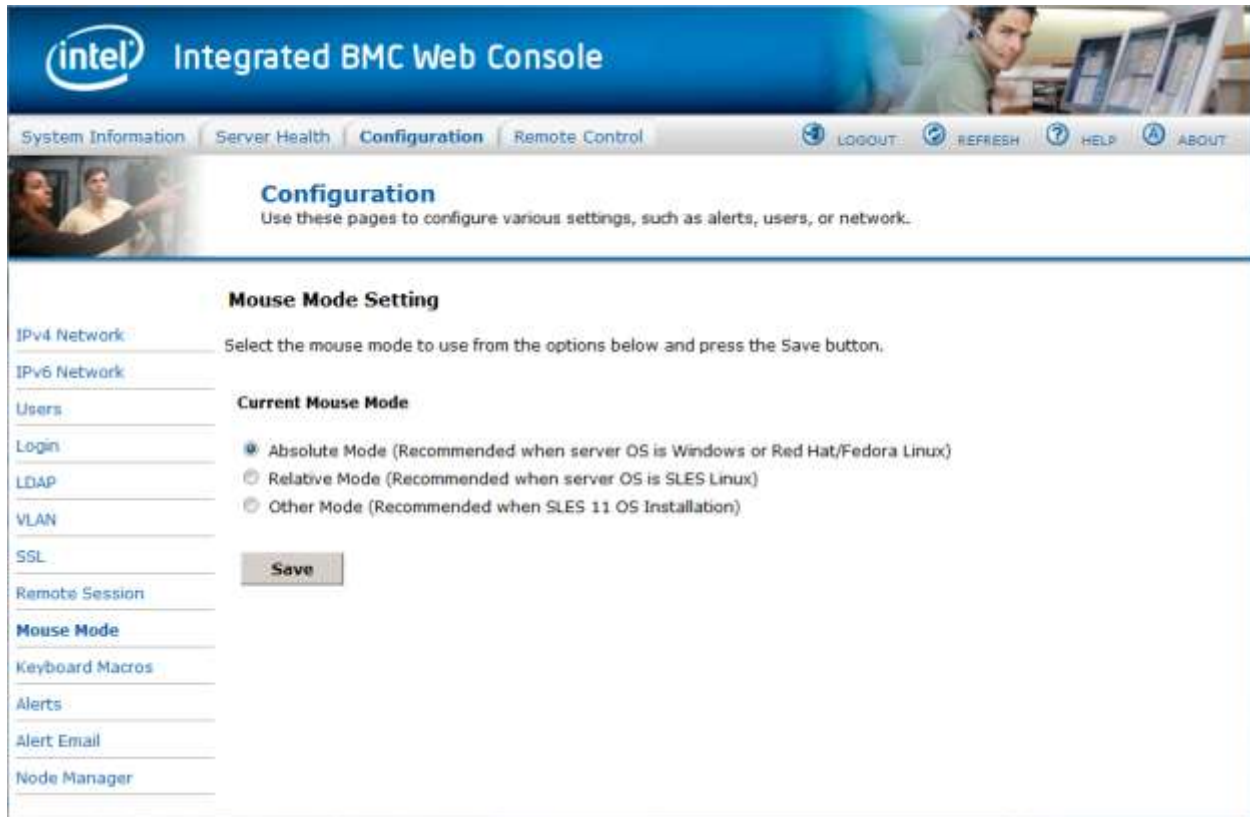 intel Integrated BMC Web Console
System Information Server Health Configuration Remote Control LOGOUT REFRESH HELP ABOUT
Configuration
Use these pages to configure various settings, such as alerts, users, or network.
IPv4 Network
IPv6 Network
Users
Login
LDAP
VLAN
SSL
Remote Session
Mouse Mode
Keyboard Macros
Alerts
Alert Email
Node Manager
Mouse Mode Setting
Select the mouse mode to use from the options below and press the Save button.
Current Mouse Mode
Absolute Mode (Recommended when server OS is Windows or Red Hat/Fedora Linux)
Relative Mode (Recommended when server OS is SLES Linux)
Other Mode (Recommended when SLES 11 OS Installation)
Save